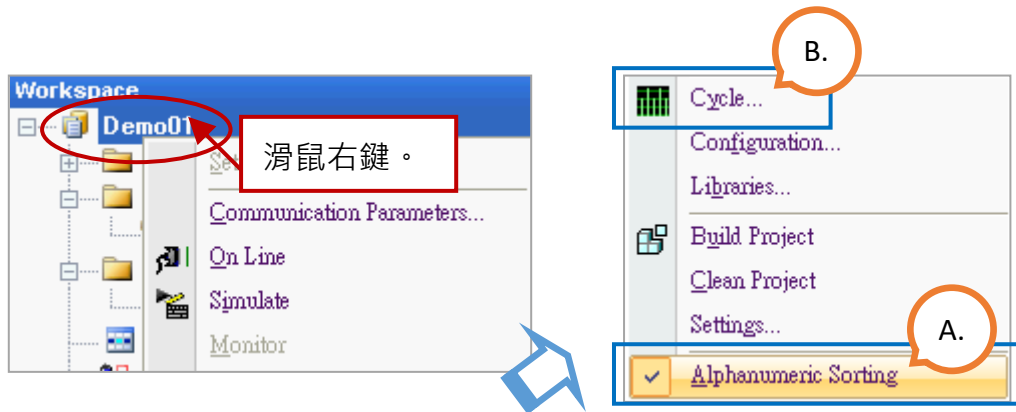 Workspace
Demo01
滑鼠右鍵。
Communication Parameters...
On Line
Simulate
Monitor
B.
Cycle...
Configuration...
Libraries...
Build Project
Clean Project
Settings...
A.
Alphanumeric Sorting